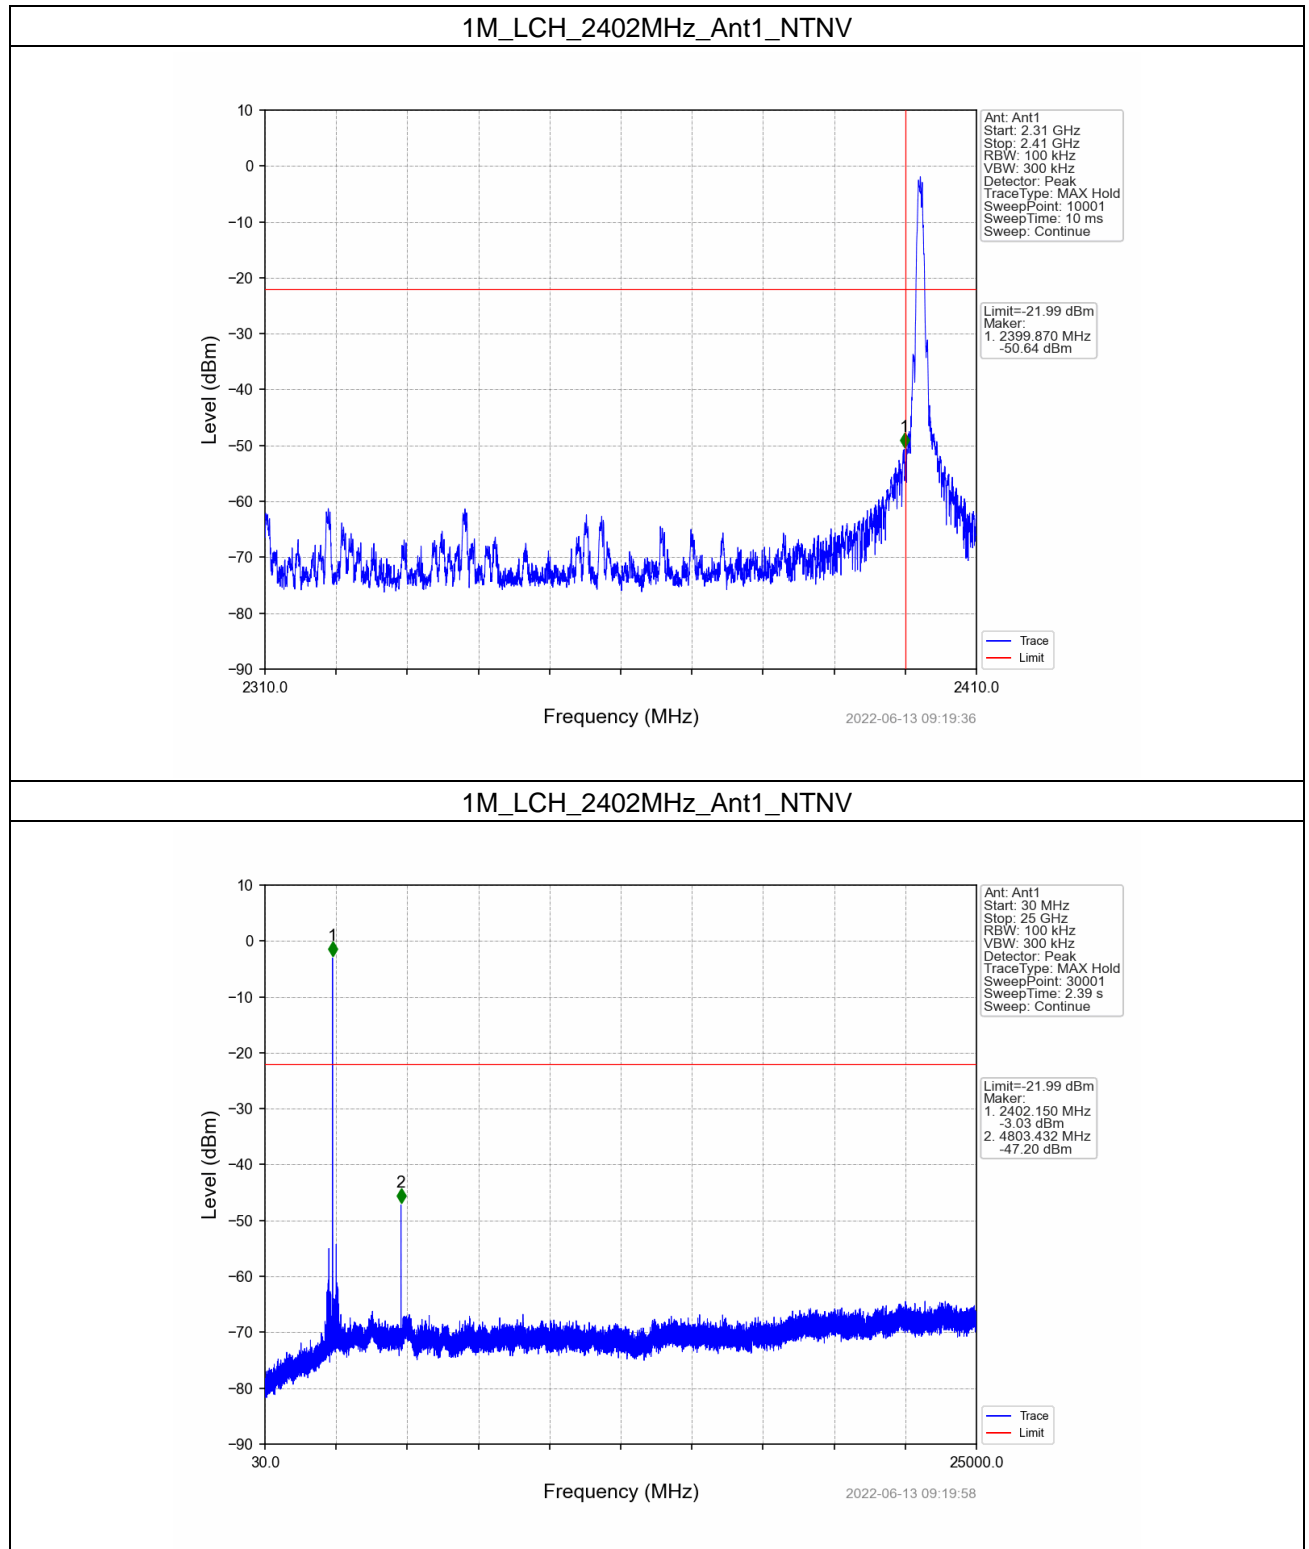 1M_LCH_2402MHz_Ant1_NTNV
10
0
−10
−20
−30
−40
−50
−60
−70
−80
−90
Level (dBm)
1
2310.0
2410.0
Frequency (MHz)
2022-06-13 09:19:36
Ant: Ant1
Start: 2.31 GHz
Stop: 2.41 GHz
RBW: 100 kHz
VBW: 300 kHz
Detector: Peak
TraceType: MAX Hold
SweepPoint: 10001
SweepTime: 10 ms
Sweep: Continue
Limit=-21.99 dBm
Maker:
1. 2399.870 MHz
-50.64 dBm
Trace
Limit
1M_LCH_2402MHz_Ant1_NTNV
10
0
−10
−20
−30
−40
−50
−60
−70
−80
−90
Level (dBm)
1
2
30.0
25000.0
Frequency (MHz)
2022-06-13 09:19:58
Ant: Ant1
Start: 30 MHz
Stop: 25 GHz
RBW: 100 kHz
VBW: 300 kHz
Detector: Peak
TraceType: MAX Hold
SweepPoint: 30001
SweepTime: 2.39 s
Sweep: Continue
Limit=-21.99 dBm
Maker:
1. 2402.150 MHz
-3.03 dBm
2. 4803.432 MHz
-47.20 dBm
Trace
Limit